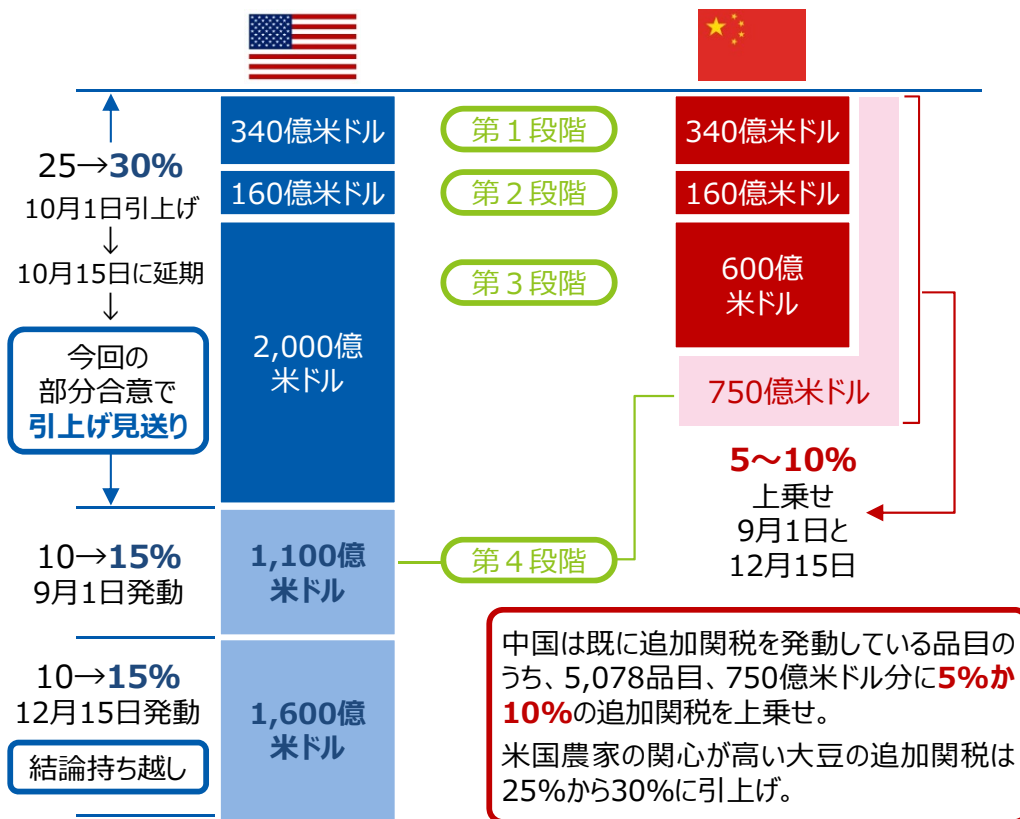 340億米ドル
160億米ドル
2,000億
米ドル
1,100億
米ドル
1,600億
米ドル
25→30%
10月1日引上げ
↓
10月15日に延期
↓
今回の
部分合意で
引上げ見送り
10→15%
9月1日発動
10→15%
12月15日発動
結論持ち越し
第1段階
第2段階
第3段階
第4段階
340億米ドル
160億米ドル
600億
米ドル
750億米ドル
5～10%
上乗せ
9月1日と
12月15日
中国は既に追加関税を発動している品目の
うち、5,078品目、750億米ドル分に5%か
10%の追加関税を上乗せ。
米国農家の関心が高い大豆の追加関税は
25%から30%に引上げ。